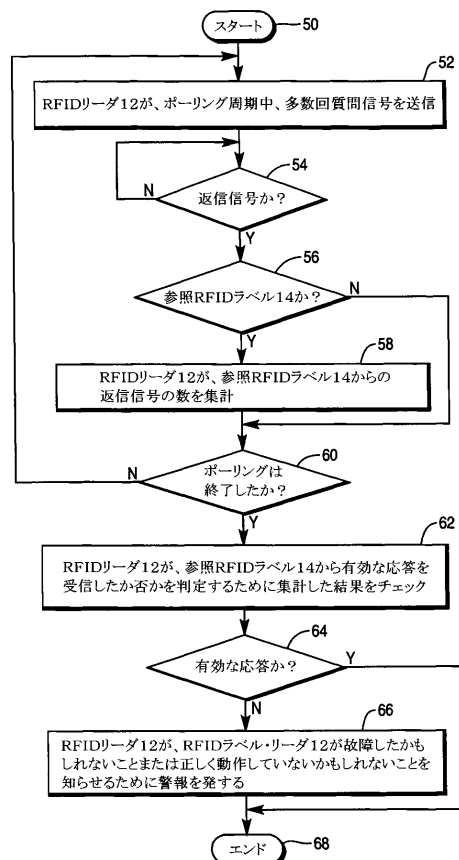 スタート
50
52
RFIDリーダ12が、ポーリング周期中、多数回質問信号を送信
54
N
返信信号か?
Y
56
参照RFIDラベル14か?
N
Y
58
RFIDリーダ12が、参照RFIDラベル14からの
返信信号の数を集計
60
N
ポーリングは
終了したか?
Y
62
RFIDリーダ12が、参照RFIDラベル14から有効な応答を
受信したか否かを判定するために集計した結果をチェック
64
有効な応答か?
Y
N
66
RFIDリーダ12が、RFIDラベル・リーダ12が故障したかも
しれないことまたは正しく動作していないかもしれないことを
知らせるために警報を発する
エンド
68